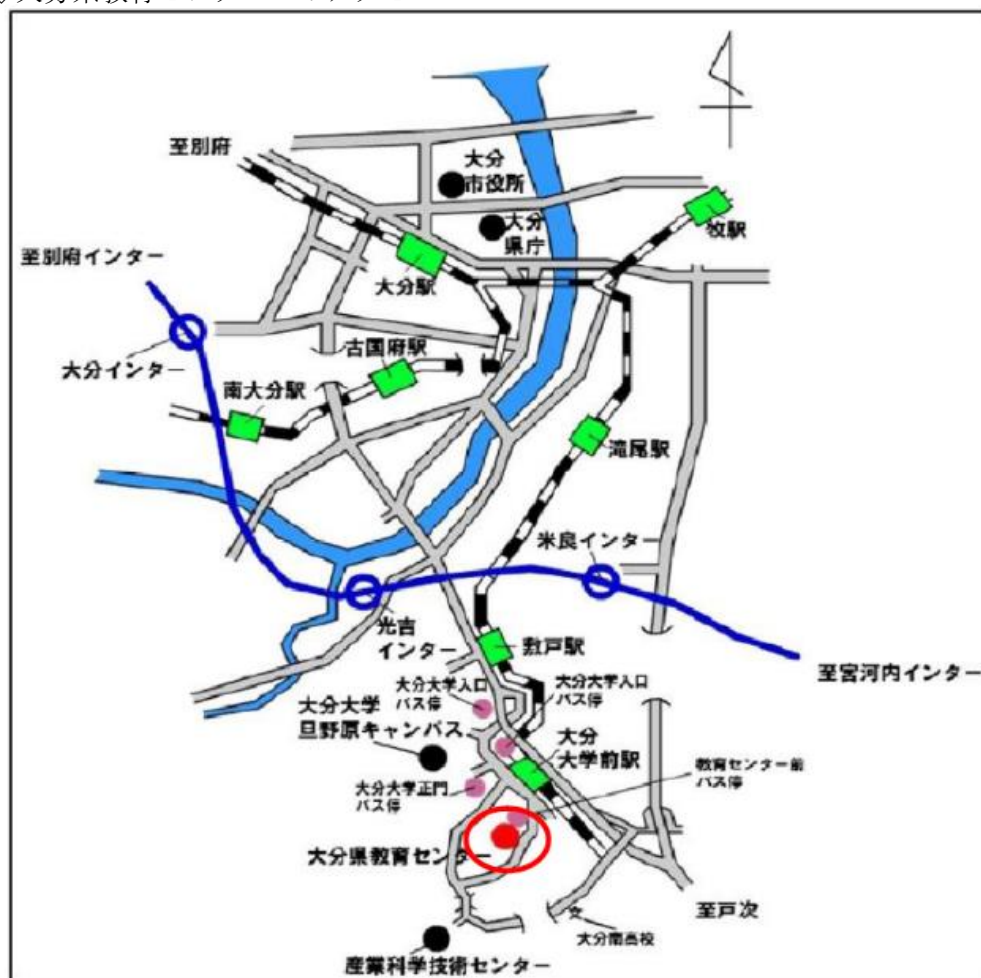 至別府
大分
市役所
大分
県庁
牧駅
至別府インター
大分駅
古国府駅
大分インター
南大分駅
滝尾駅
米良インター
光吉
インター
敷戸駅
至宮河内インター
大分大学入口
バス停
大分大学入口
バス停
大分大学
旦野原キャンパス
大分
大学前駅
教育センター前
バス停
大分大学正門
バス停
大分県教育センター
至戸次
大分南高校
産業科学技術センター